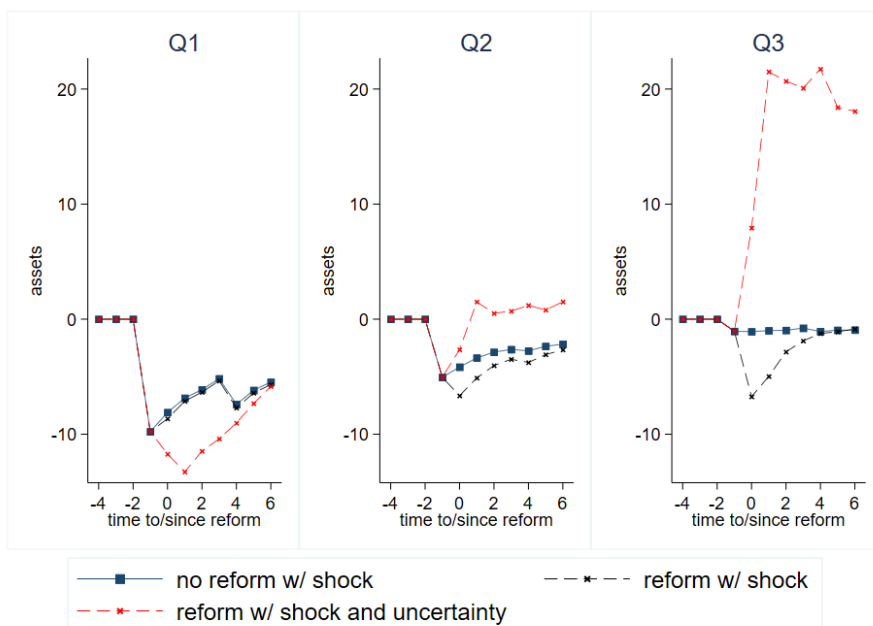 Q1
Q2
Q3
assets
20
10
0
-10
-4 -2 0 2 4 6
time to/since reform
assets
20
10
0
-10
-4 -2 0 2 4 6
time to/since reform
assets
20
10
0
-10
-4 -2 0 2 4 6
time to/since reform
no reform w/ shock
reform w/ shock
reform w/ shock and uncertainty